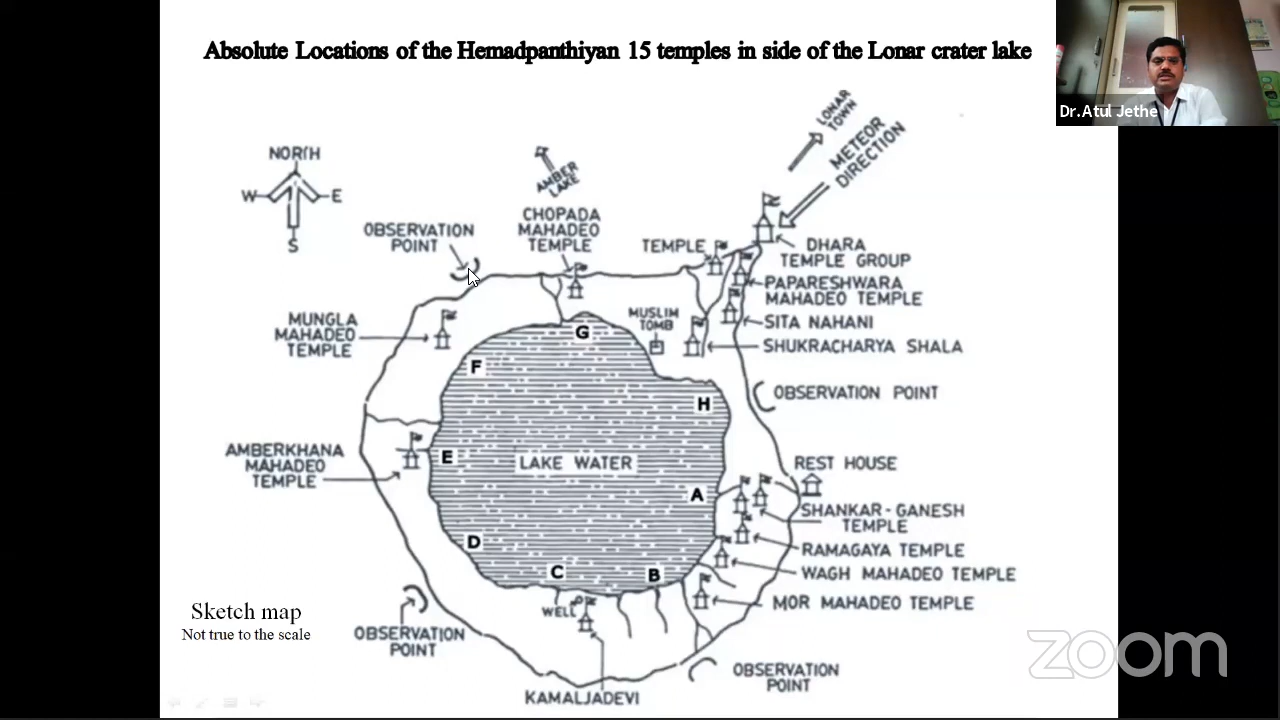 Absolute Locations of the Hemadpanthiyan 15 temples in side of the Lonar crater lake
Dr.Atul Jethe
LONAR
TOWN
METEOR
DIRECTION
NORTH
W
E
S
AMBER
LAKE
OBSERVATION
POINT
CHOPADA
MAHADEO
TEMPLE
TEMPLE
DHARA
TEMPLE GROUP
PAPARESHWARA
MAHADEO TEMPLE
SITA NAHANI
SHUKRACHARYA SHALA
MUSLIM
TOMB
MUNGLA
MAHADEO
TEMPLE
G
F
H
OBSERVATION POINT
AMBERKHANA
MAHADEO
TEMPLE
E
LAKE WATER
REST HOUSE
A
SHANKAR-GANESH
TEMPLE
D
RAMAGAYA TEMPLE
C
B
WAGH MAHADEO TEMPLE
MOR MAHADEO TEMPLE
WELL
Sketch map
Not true to the scale
OBSERVATION
POINT
OBSERVATION
POINT
KAMALJADEVI
zoom